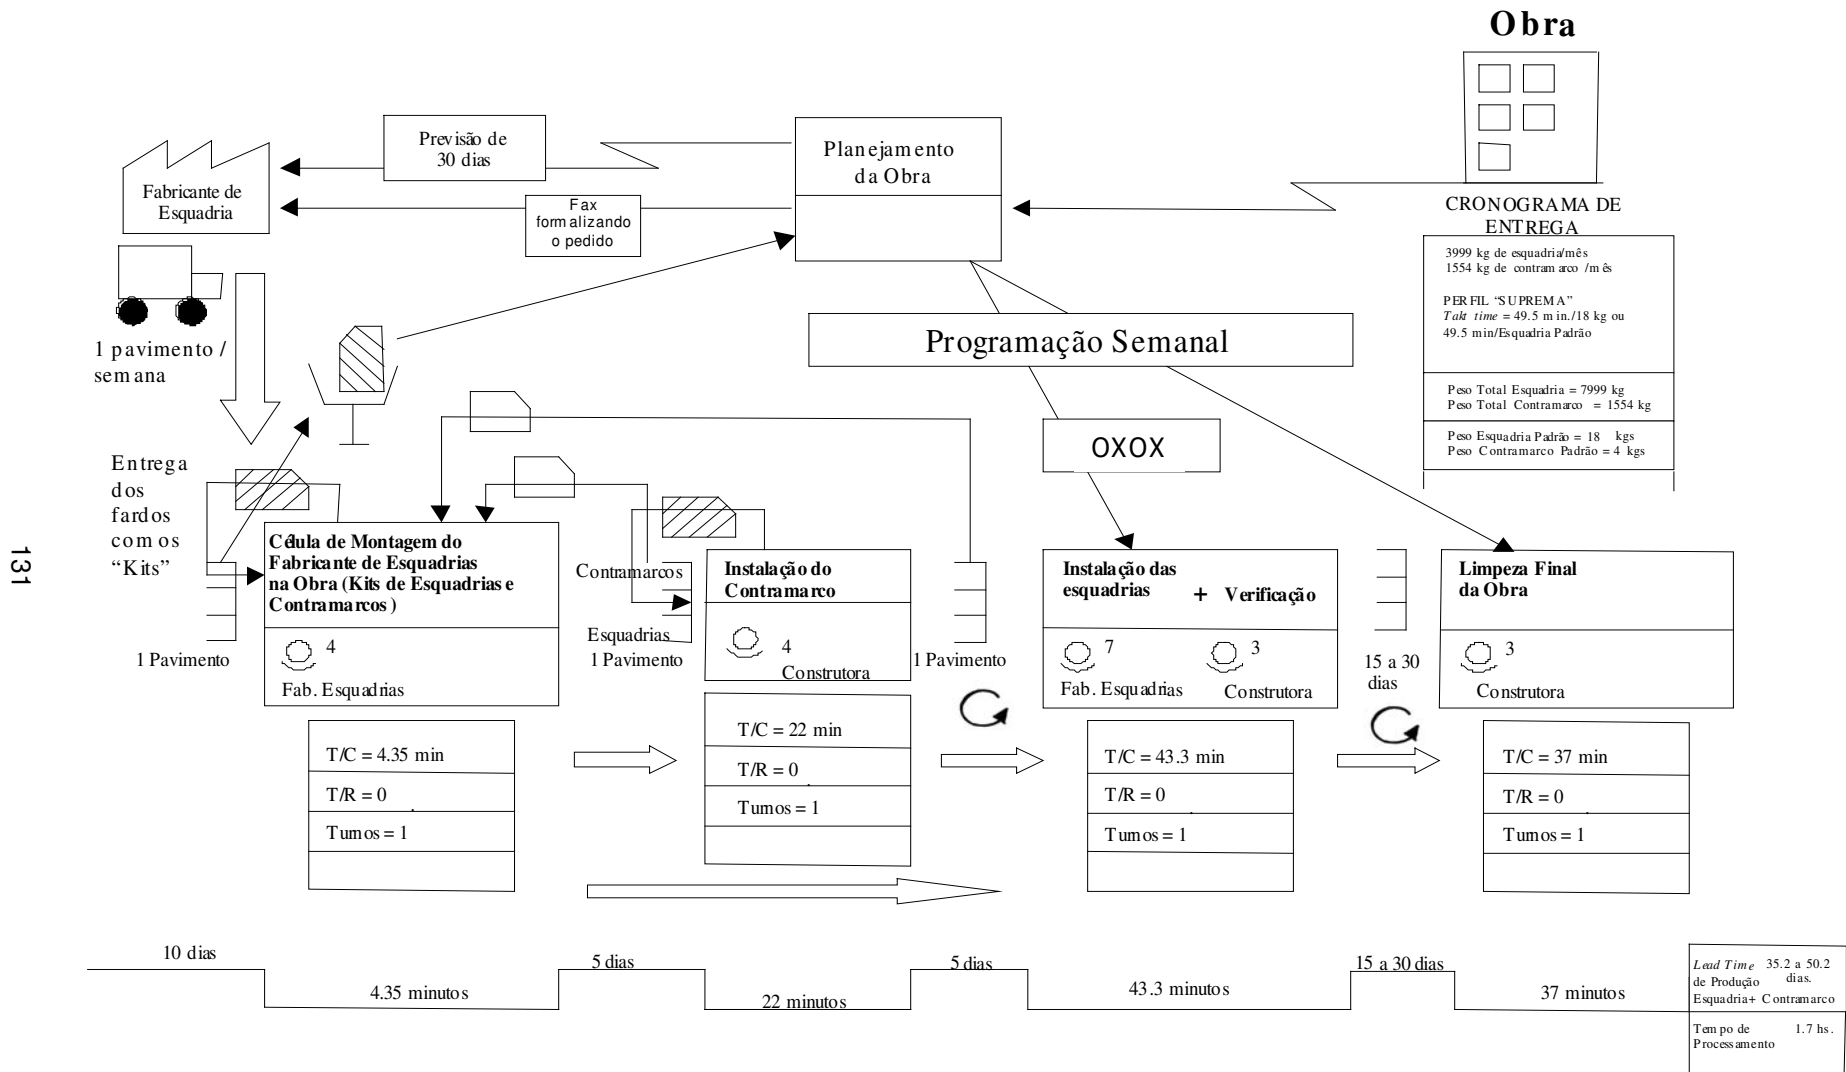 Obra
Previsão de
30 dias
Planejamento
da Obra
Fabricante de
Esquadria
Fax
formalizando
o pedido
CRONOGRAMA DE
ENTREGA
3999 kg de esquadria/mês
1554 kg de contramarco /mês
PERFIL “SUPREMA”
Takt time = 49.5 min./18 kg ou
49.5 min/Esquadria Padrão
Peso Total Esquadria = 7999 kg
Peso Total Contramarco = 1554 kg
Peso Esquadria Padrão = 18 kgs
Peso Contramarco Padrão = 4 kgs
1 pavimento /
semana
Programação Semanal
OXOX
Entrega
dos
fardos
com os
“Kits”
131
1 Pavimento
Célula de Montagem do
Fabricante de Esquadrias
na Obra (Kits de Esquadrias e
Contramarcos)
4
Fab. Esquadrias
Contramarcos
Esquadrias
1 Pavimento
Instalação do
Contramarco
4
Construtora
1 Pavimento
Instalação das
esquadrias + Verificação
7
3
Fab. Esquadrias
Construtora
15 a 30
dias
Limpeza Final
da Obra
3
Construtora
T/C = 4.35 min
T/R = 0
Turnos = 1
T/C = 22 min
T/R = 0
Turnos = 1
T/C = 43.3 min
T/R = 0
Turnos = 1
T/C = 37 min
T/R = 0
Turnos = 1
10 dias
4.35 minutos
5 dias
22 minutos
5 dias
43.3 minutos
15 a 30 dias
37 minutos
Lead Time 35.2 a 50.2
de Produção dias.
Esquadria+ Contramarco
Tempo de 1.7 hs.
Processamento